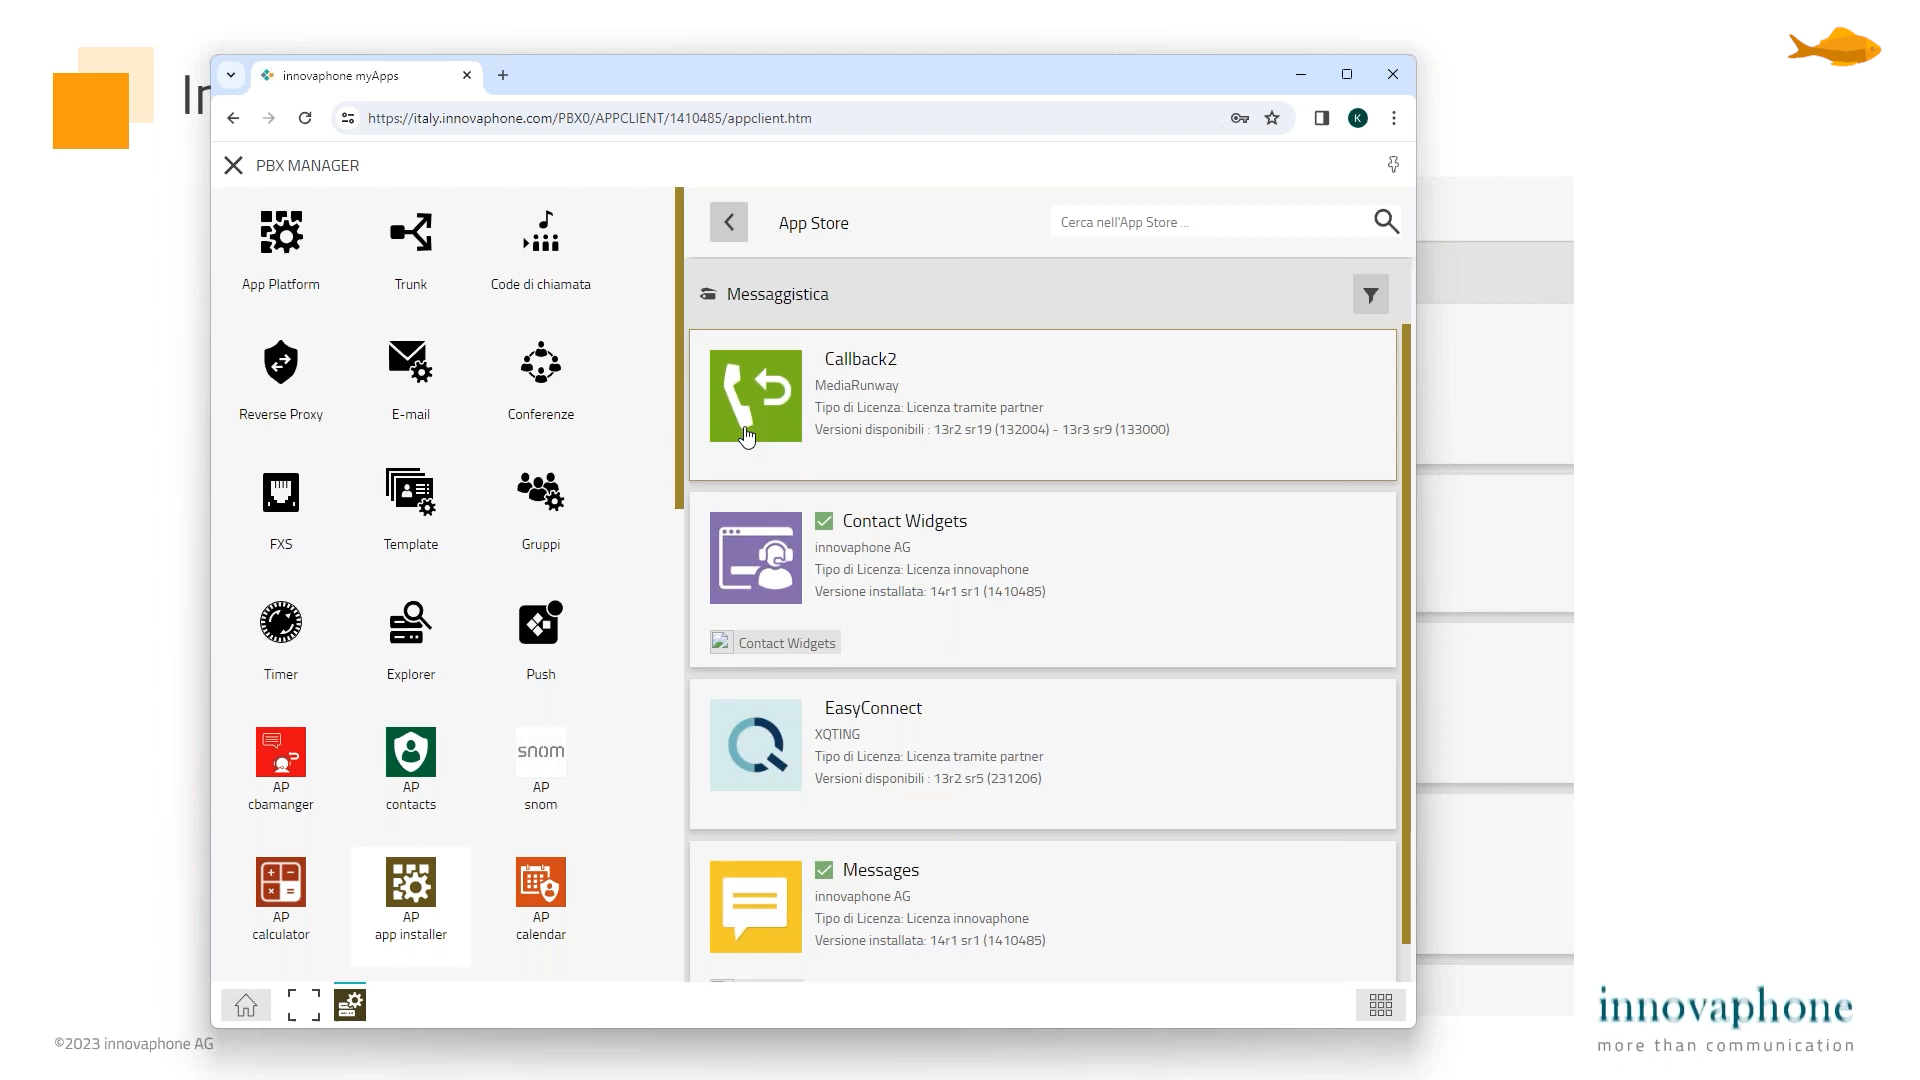 innovaphone myApps
https://italy.innovaphone.com/PBX0/APPCLIENT/1410485/appclient.htm
K
PBX MANAGER
App Platform
Trunk
Code di chiamata
Reverse Proxy
E-mail
Conferenze
FXS
Template
Gruppi
Timer
Explorer
Push
AP
cbamanger
AP
contacts
snom
AP
snom
AP
calculator
AP
app installer
AP
calendar
App Store
Cerca nell'App Store ...
Messaggistica
Callback2
MediaRunway
Tipo di Licenza: Licenza tramite partner
Versioni disponibili : 13r2 sr19 (132004) - 13r3 sr9 (133000)
Contact Widgets
innovaphone AG
Tipo di Licenza: Licenza innovaphone
Versione installata: 14r1 sr1 (1410485)
Contact Widgets
EasyConnect
XQTING
Tipo di Licenza: Licenza tramite partner
Versioni disponibili : 13r2 sr5 (231206)
Messages
innovaphone AG
Tipo di Licenza: Licenza innovaphone
Versione installata: 14r1 sr1 (1410485)
©2023 innovaphone AG
innovaphone
more than communication